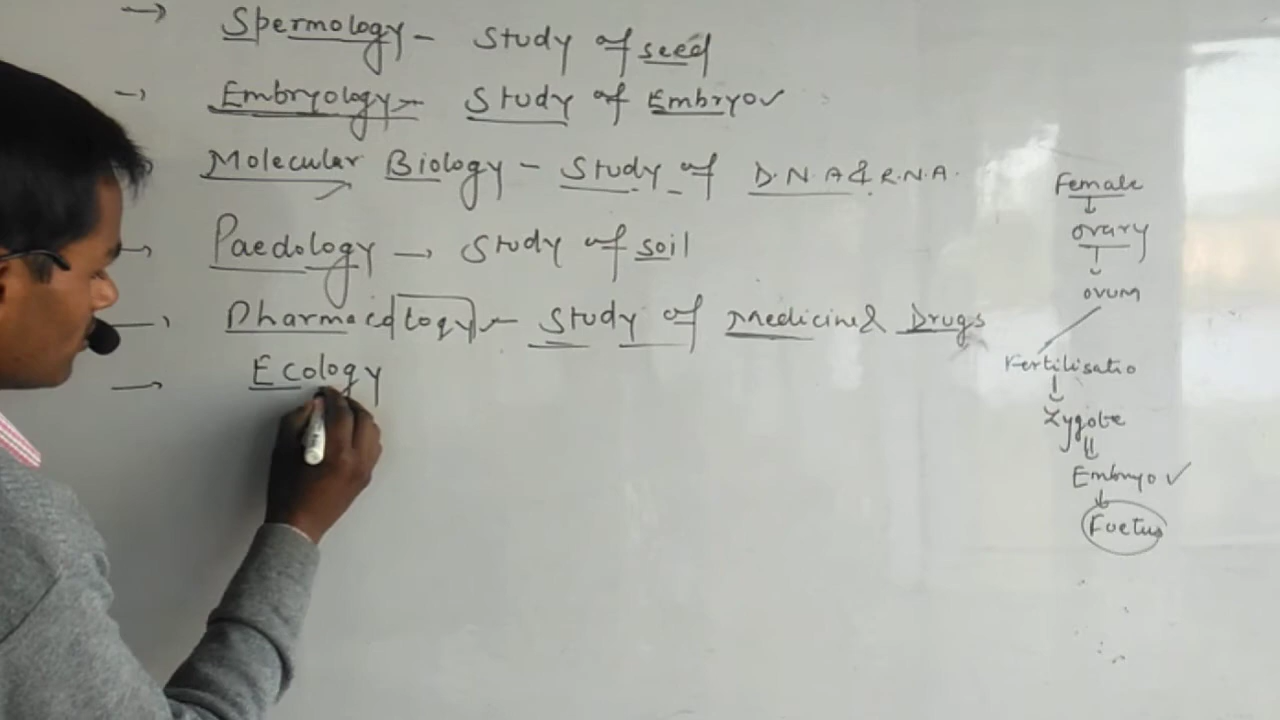 → Spermology - Study of seed
→ Embryology - Study of Embryo ✓
Molecular Biology - Study of D.N.A & R.N.A.
→ Paedology → Study of soil
→ Pharmacology - Study of Medicine & Drugs
→ Ecology
Female
↓
ovary
↓
ovum
Fertilisatio
↓
Zygote
⇓
Embryo ✓
↓
Foetus